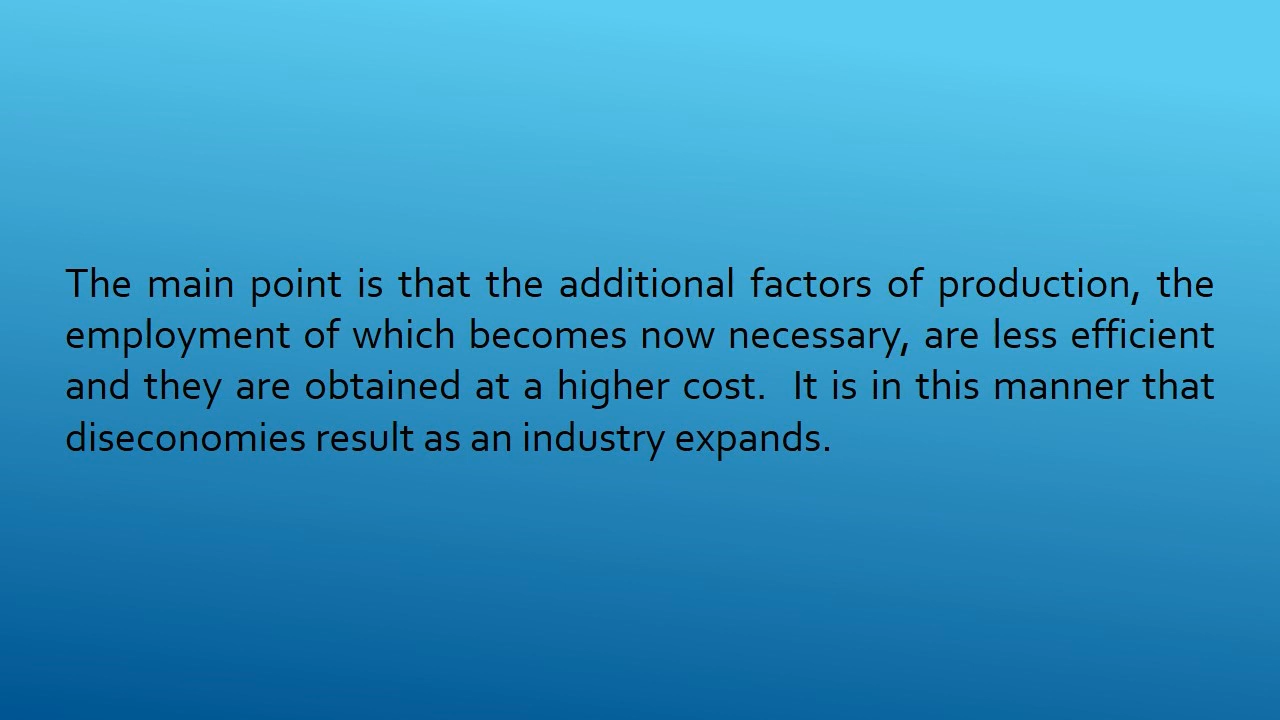 The main point is that the additional factors of production, the
employment of which becomes now necessary, are less efficient
and they are obtained at a higher cost.  It is in this manner that
diseconomies result as an industry expands.